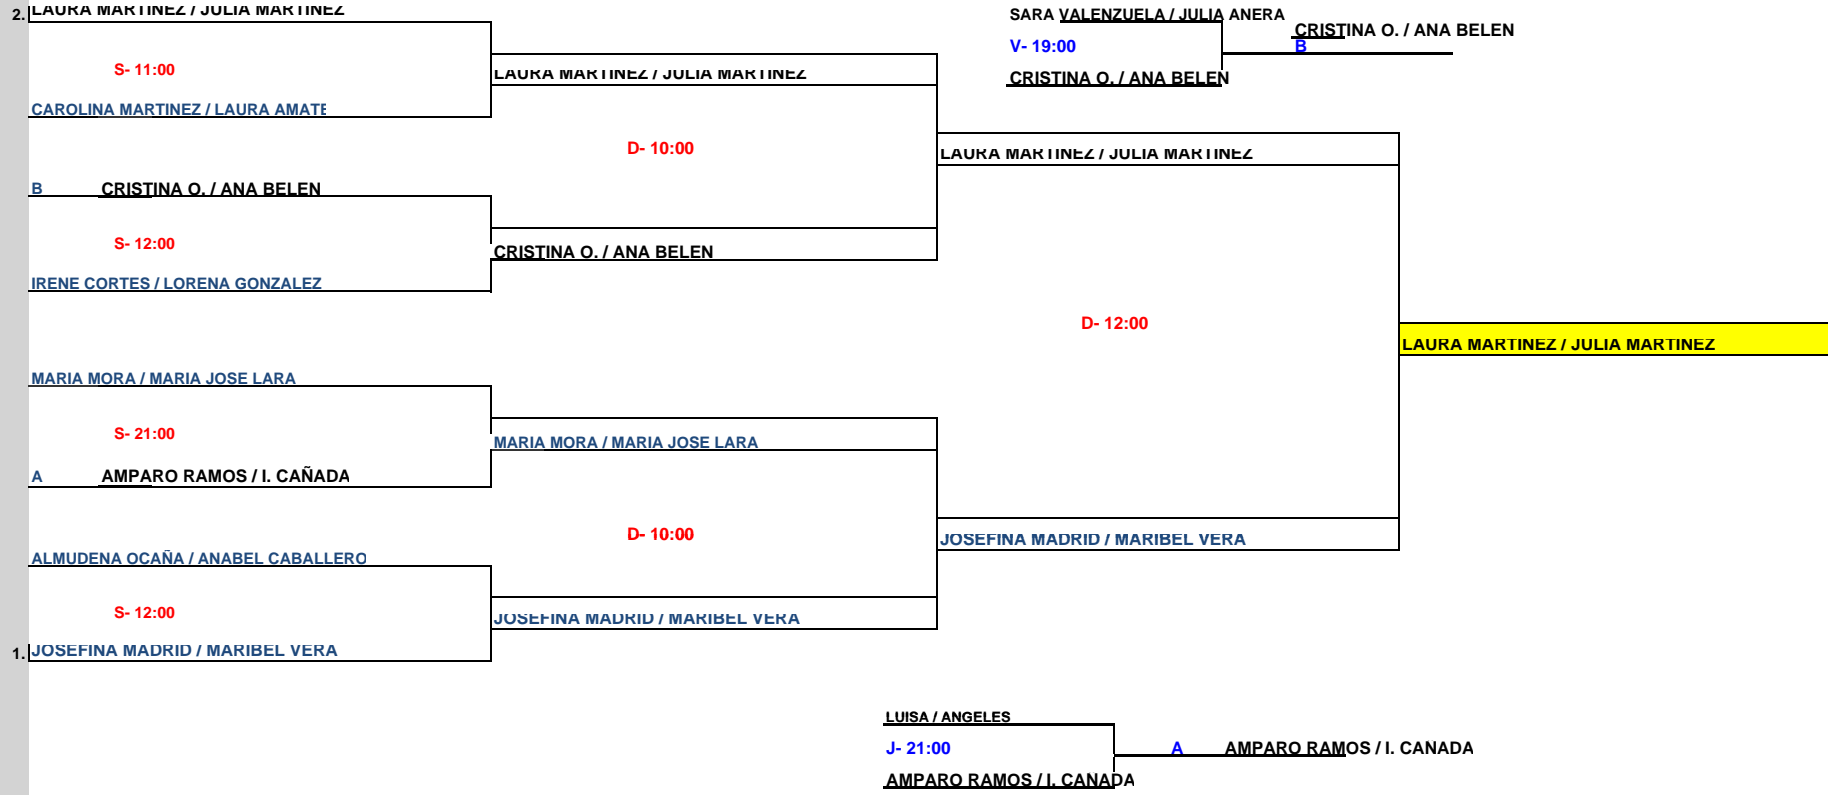 2. LAURA MARTINEZ / JULIA MARTINEZ
SARA VALENZUELA / JULIA ANERA
CRISTINA O. / ANA BELEN
V- 19:00
B
S- 11:00
LAURA MARTINEZ / JULIA MARTINEZ
CRISTINA O. / ANA BELEN
CAROLINA MARTINEZ / LAURA AMATE
D- 10:00
LAURA MARTINEZ / JULIA MARTINEZ
B CRISTINA O. / ANA BELEN
S- 12:00
CRISTINA O. / ANA BELEN
IRENE CORTES / LORENA GONZALEZ
D- 12:00
LAURA MARTINEZ / JULIA MARTINEZ
MARIA MORA / MARIA JOSE LARA
S- 21:00
MARIA MORA / MARIA JOSE LARA
A AMPARO RAMOS / I. CAÑADA
D- 10:00
JOSEFINA MADRID / MARIBEL VERA
ALMUDENA OCAÑA / ANABEL CABALLERO
S- 12:00
JOSEFINA MADRID / MARIBEL VERA
1. JOSEFINA MADRID / MARIBEL VERA
LUISA / ANGELES
J- 21:00
A AMPARO RAMOS / I. CANADA
AMPARO RAMOS / I. CANADA